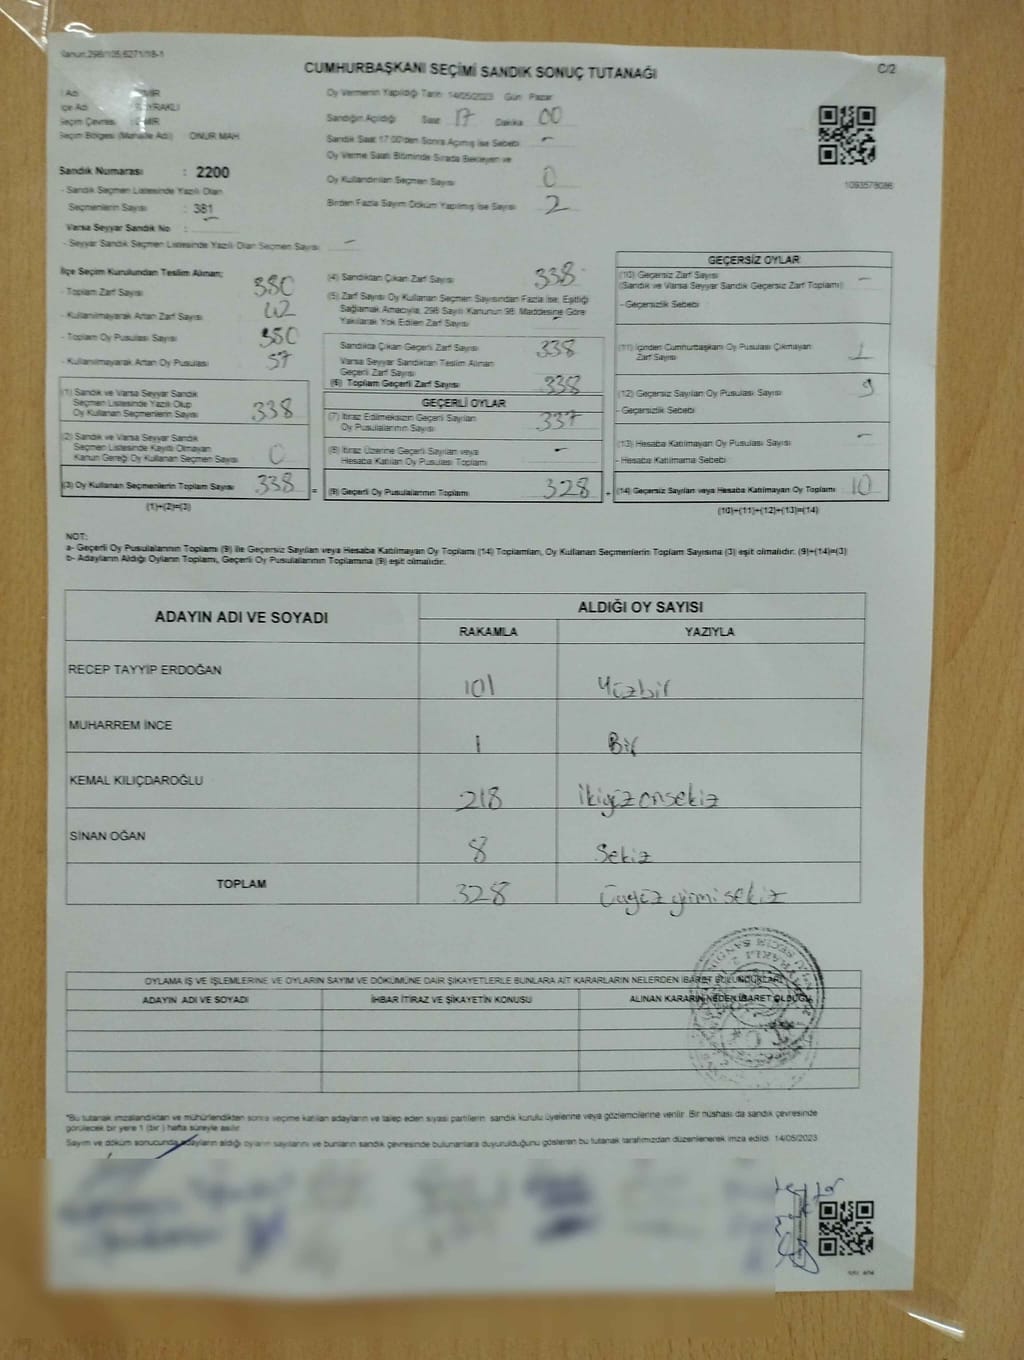 Kanun:298/105,6271/18-1
CUMHURBAŞKANI SEÇİMİ SANDIK SONUÇ TUTANAĞI
C/2
İl Adı : İZMİR
İlçe Adı : BAYRAKLI
Seçim Çevresi : İZMİR
Seçim Bölgesi (Mahalle Adı) : ONUR MAH
Sandık Numarası : 2200
- Sandık Seçmen Listesinde Yazılı Olan
Seçmenlerin Sayısı : 381
Varsa Seyyar Sandık No :
- Seyyar Sandık Seçmen Listesinde Yazılı Olan Seçmen Sayısı : -
Oy Vermenin Yapıldığı Tarih: 14/05/2023 Gün: Pazar
Sandığın Açıldığı Saat 17 Dakika 00
Sandık Saat 17:00'den Sonra Açılmış İse Sebebi -
Oy Verme Saati Bitiminde Sırada Bekleyen ve
Oy Kullandırılan Seçmen Sayısı 0
Birden Fazla Sayım Döküm Yapılmış İse Sayısı 2
1093578086
İlçe Seçim Kurulundan Teslim Alınan;
- Toplam Zarf Sayısı : 380
- Kullanılmayarak Artan Zarf Sayısı : 42
- Toplam Oy Pusulası Sayısı :
- Kullanılmayarak Artan Oy Pusulası :
(1) Sandık ve Varsa Seyyar Sandık
Seçmen Listesinde Yazılı Olup
Oy Kullanan Seçmenlerin Sayısı 338
(2) Sandık ve Varsa Seyyar Sandık
Seçmen Listesinde Kayıtlı Olmayan
Kanun Gereği Oy Kullanan Seçmen Sayısı 0
(3) Oy Kullanan Seçmenlerin Toplam Sayısı 338
(1)+(2)=(3)
(4) Sandıktan Çıkan Zarf Sayısı 338
(5) Zarf Sayısı Oy Kullanan Seçmen Sayısından Fazla İse, Eşitliği
Sağlamak Amacıyla, 298 Sayılı Kanunun 98. Maddesine Göre
Yakılarak Yok Edilen Zarf Sayısı -
Sandıkta Çıkan Geçerli Zarf Sayısı 338
Varsa Seyyar Sandıktan Teslim Alınan
Geçerli Zarf Sayısı
(6) Toplam Geçerli Zarf Sayısı 338
GEÇERLİ OYLAR
(7) İtiraz Edilmeksizin Geçerli Sayılan
Oy Pusulalarının Sayısı 337
(8) İtiraz Üzerine Geçerli Sayılan veya
Hesaba Katılan Oy Pusulası Toplamı -
= (9) Geçerli Oy Pusulalarının Toplamı 328 +
GEÇERSİZ OYLAR
(10) Geçersiz Zarf Sayısı
(Sandık ve Varsa Seyyar Sandık Geçersiz Zarf Toplamı) -
- Geçersizlik Sebebi
(11) İçinden Cumhurbaşkanı Oy Pusulası Çıkmayan
Zarf Sayısı 1
(12) Geçersiz Sayılan Oy Pusulası Sayısı 9
- Geçersizlik Sebebi
(13) Hesaba Katılmayan Oy Pusulası Sayısı -
- Hesaba Katılmama Sebebi
(14) Geçersiz Sayılan veya Hesaba Katılmayan Oy Toplamı 10
(10)+(11)+(12)+(13)=(14)
NOT:
a- Geçerli Oy Pusulalarının Toplamı (9) ile Geçersiz Sayılan veya Hesaba Katılmayan Oy Toplamı (14) Toplamları, Oy Kullanan Seçmenlerin Toplam Sayısına (3) eşit olmalıdır. (9)+(14)=(3)
b- Adayların Aldığı Oyların Toplamı, Geçerli Oy Pusulalarının Toplamına (9) eşit olmalıdır.
ADAYIN ADI VE SOYADI
ALDIĞI OY SAYISI
RAKAMLA YAZIYLA
RECEP TAYYİP ERDOĞAN 101 Yüzbir
MUHARREM İNCE 1 Bir
KEMAL KILIÇDAROĞLU 218 İkiyüz onsekiz
SİNAN OĞAN 8 Sekiz
TOPLAM 328 Üçyüz yirmisekiz
OYLAMA İŞ VE İŞLEMLERİNE VE OYLARIN SAYIM VE DÖKÜMÜNE DAİR ŞİKAYETLERLE BUNLARA AİT KARARLARIN NELERDEN İBARET BULUNDUKLARI
ADAYIN ADI VE SOYADI İHBAR İTİRAZ VE ŞİKAYETİN KONUSU ALINAN KARARIN NEDEN İBARET OLDUĞU
*Bu tutanak imzalandıktan ve mühürlendikten sonra seçime katılan adayların ve talep eden siyasi partilerin sandık kurulu üyelerine veya gözlemcilerine verilir. Bir nüshası da sandık çevresinde
görülecek bir yere 1 (bir ) hafta süreyle asılır.
Sayım ve döküm sonucunda adayların aldığı oyların sayılarını ve bunların sandık çevresinde bulunanlara duyurulduğunu gösteren bu tutanak tarafımızdan düzenlenerek imza edildi. 14/05/2023